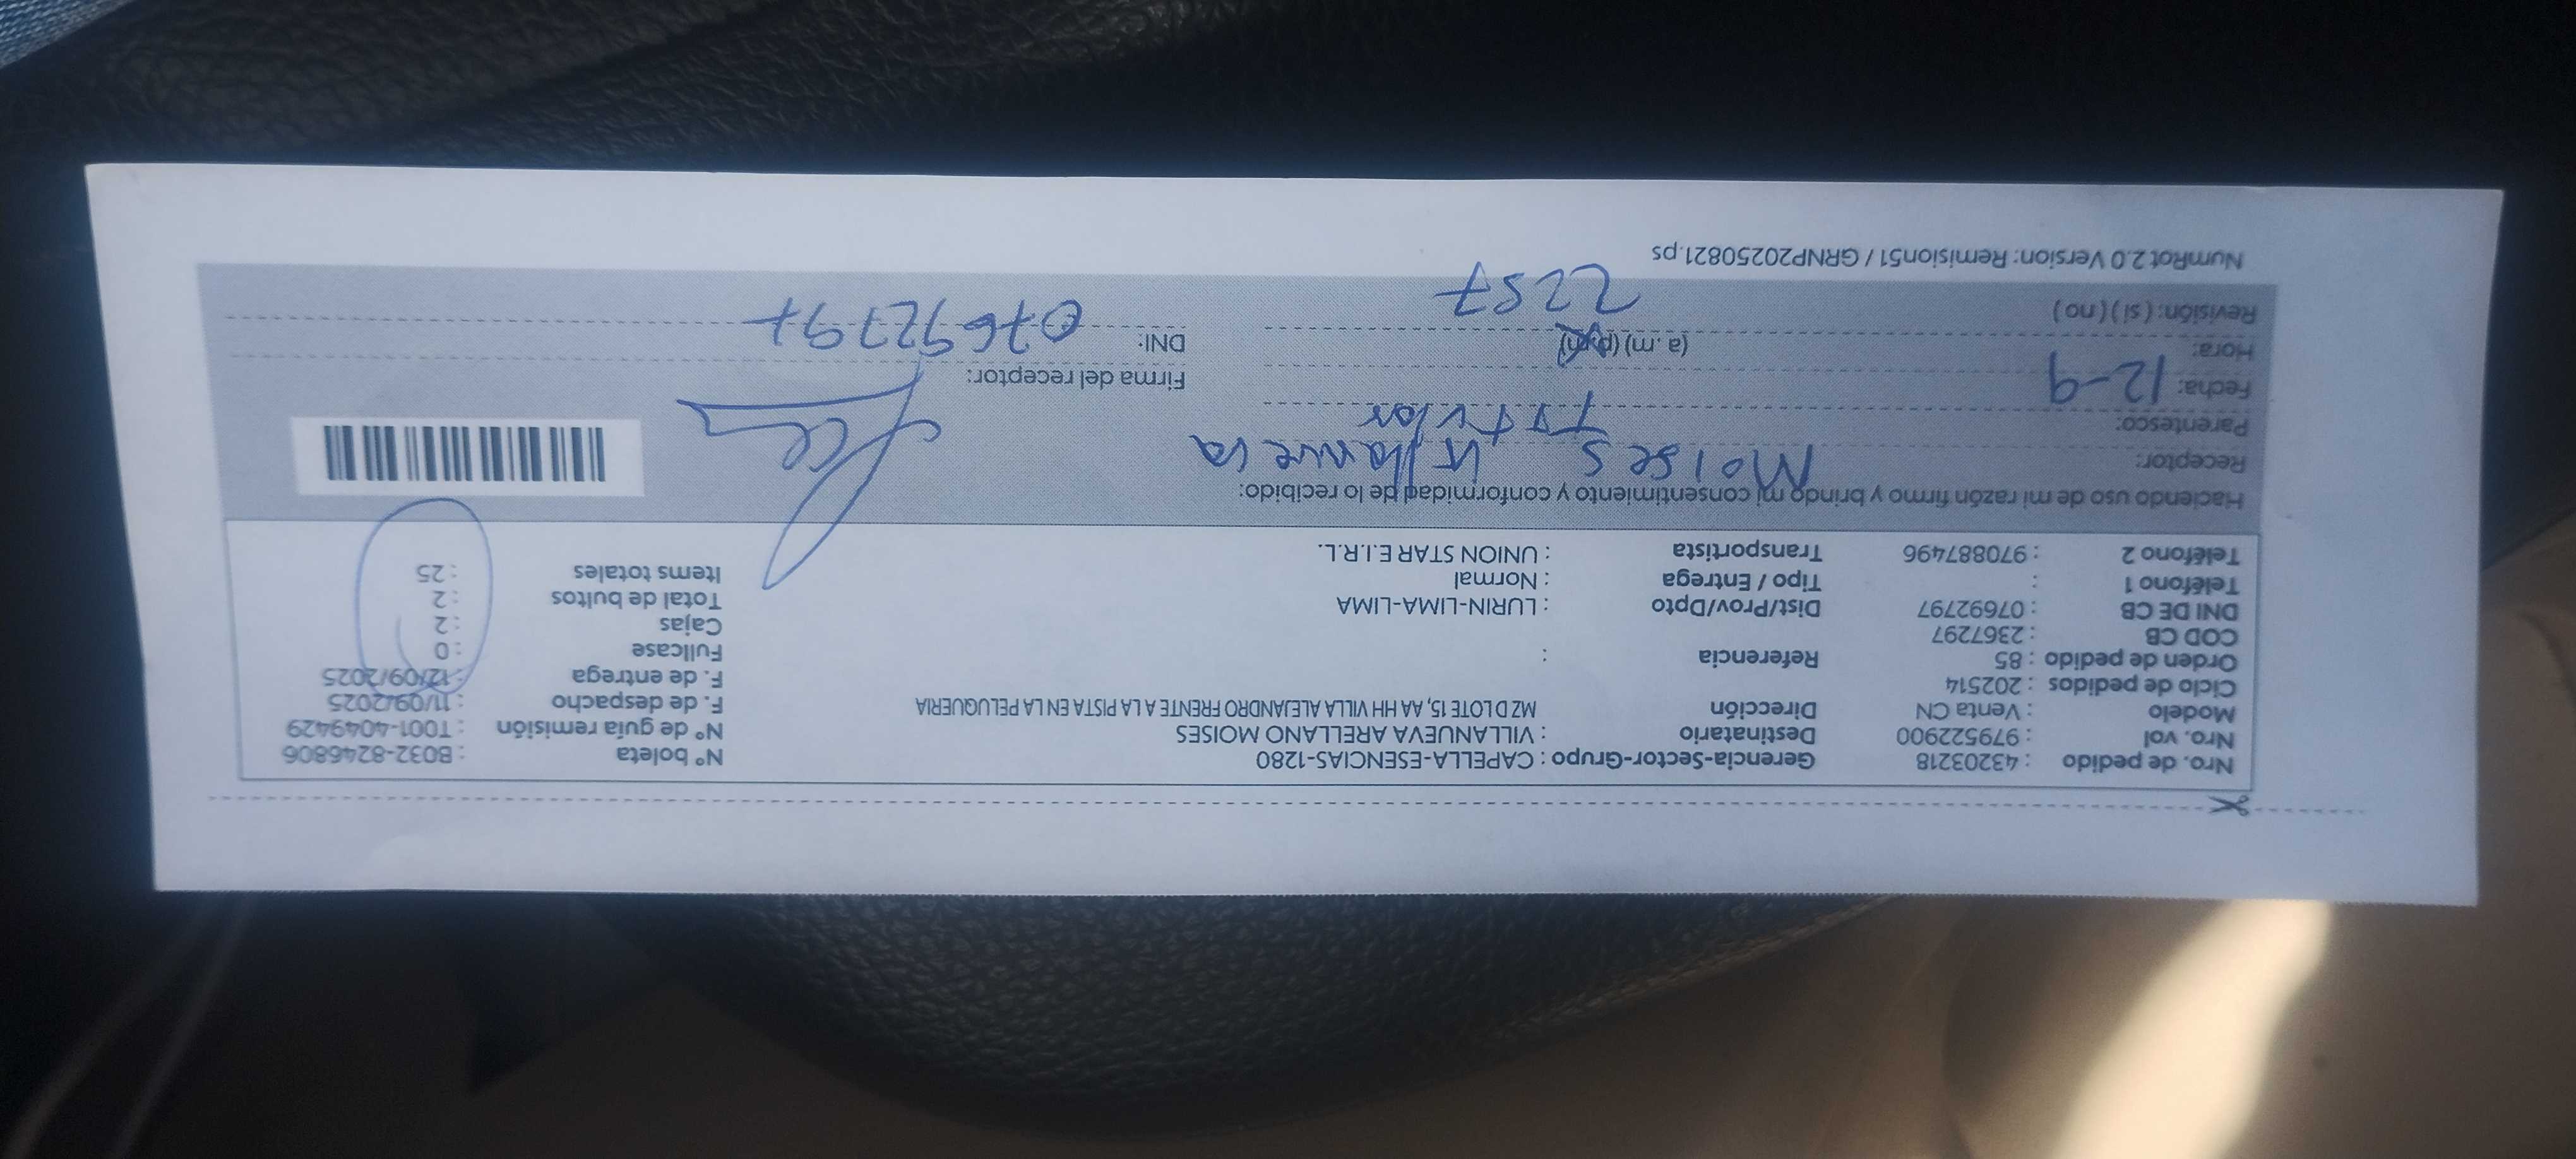 Nro. de pedido : 43203218 Gerencia-Sector-Grupo : CAPELLA-ESENCIAS-1280 N° boleta : B032-8246806
Nro. vol : 979522900 Destinatario : VILLANUEVA ARELLANO MOISES N° de guía remisión : T001-4049429
Modelo : Venta CN Dirección MZ D LOTE 15, AA HH VILLA ALEJANDRO FRENTE A LA PISTA EN LA PELUQUERIA F. de despacho : 11/09/2025
Ciclo de pedidos : 202514 F. de entrega : 12/09/2025
Orden de pedido : 85 Referencia : Fullcase : 0
COD CB : 2367297 Cajas : 2
DNI DE CB : 07692797 Dist/Prov/Dpto : LURIN-LIMA-LIMA Total de bultos : 2
Teléfono 1 : Tipo / Entrega : Normal Items totales : 25
Teléfono 2 : 970887496 Transportista : UNION STAR E.I.R.L.
Haciendo uso de mi razón firmo y brindo mi consentimiento y conformidad de lo recibido:
Receptor: Moises Villanueva
Parentesco: Titular
Fecha: 12-9 Firma del receptor:
Hora: (a.m) (p.m) DNI: 07692797
Revisión: ( si ) ( no ) 2257
NumRot 2.0 Version: Remision51 / GRNP20250821.ps